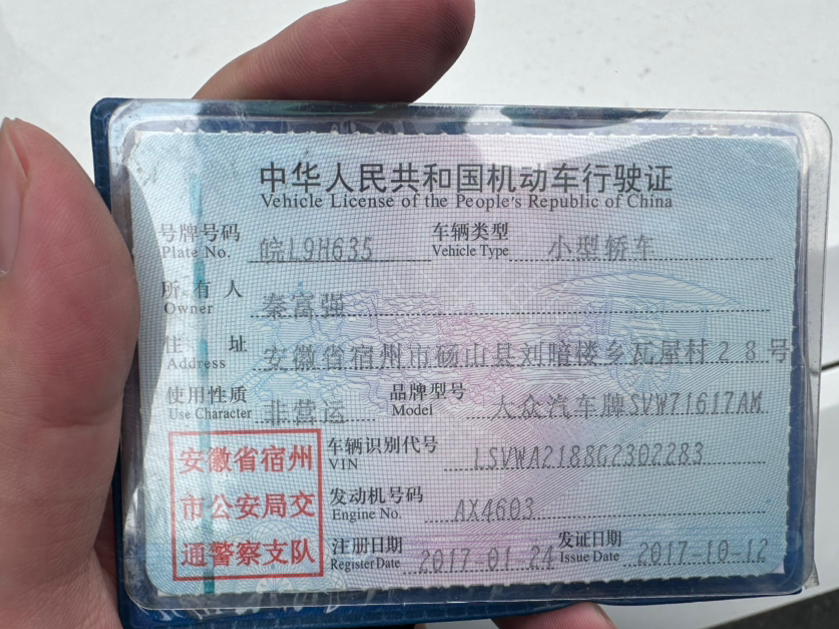 中华人民共和国机动车行驶证
Vehicle License of the People's Republic of China
号牌号码 皖L9H635 车辆类型 小型轿车
Plate No. Vehicle Type
所有人 秦富强
Owner
住址 安徽省宿州市砀山县刘暗楼乡瓦屋村28号
Address
使用性质 非营运 品牌型号 大众汽车牌SVW71617AM
Use Character Model
安徽省宿州 车辆识别代号 LSVWA2188G2302283
VIN
市公安局交 发动机号码 AX4603
Engine No.
通警察支队 注册日期 2017-01-24 发证日期 2017-10-12
Register Date Issue Date